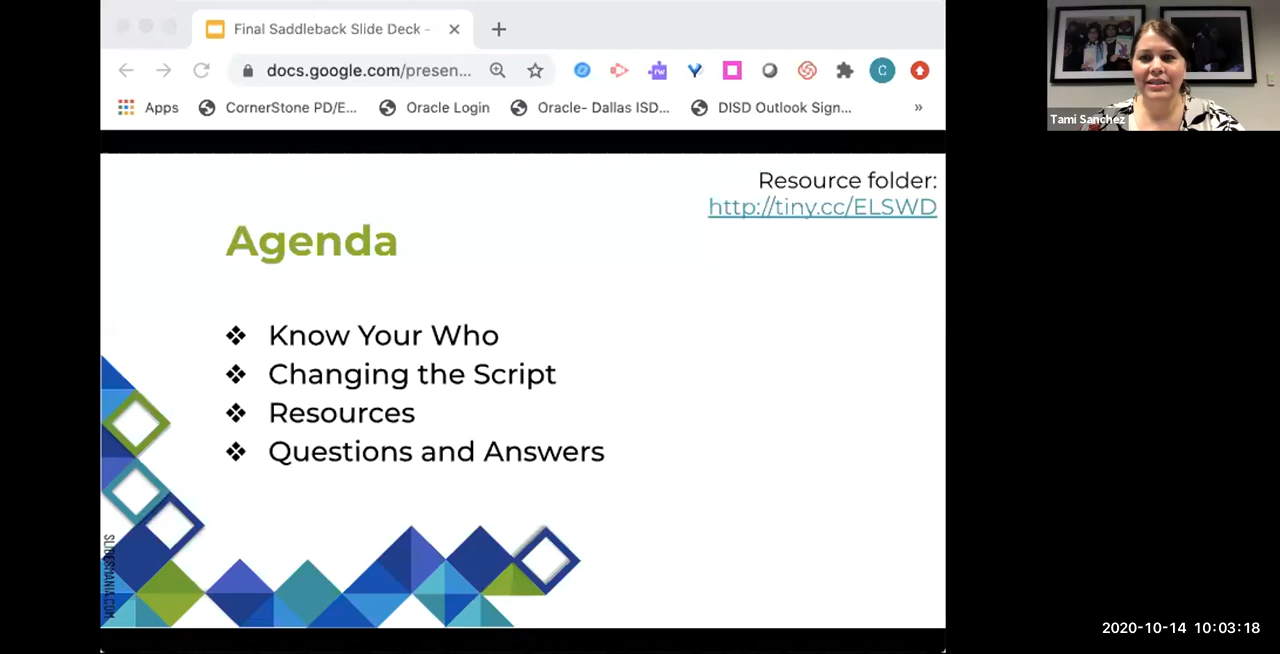 Final Saddleback Slide Deck -
docs.google.com/presen...
rw
C
Apps
CornerStone PD/E...
Oracle Login
Oracle- Dallas ISD...
DISD Outlook Sign...
»
Tami Sanchez
Resource folder:
http://tiny.cc/ELSWD
Agenda
❖ Know Your Who
❖ Changing the Script
❖ Resources
❖ Questions and Answers
SLIDESMANIA.COM
2020-10-14 10:03:18